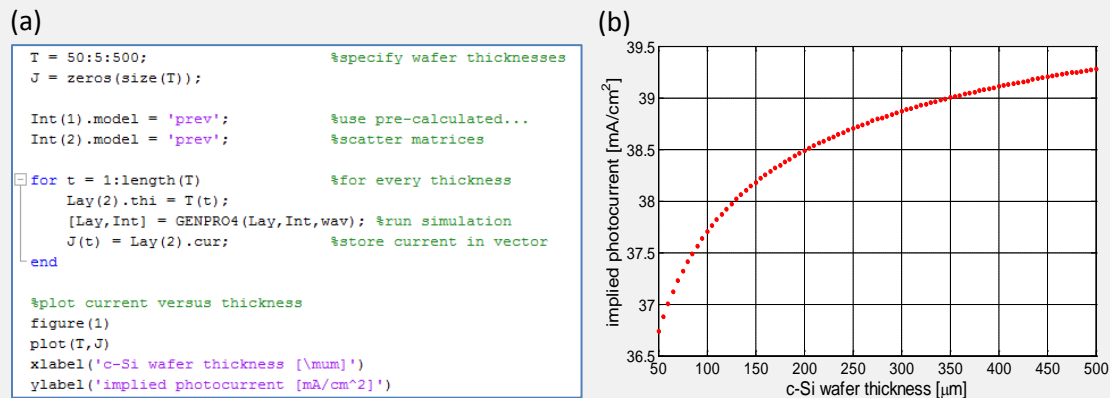 (a)
T = 50:5:500; %specify wafer thicknesses
J = zeros(size(T));
Int(1).model = 'prev'; %use pre-calculated...
Int(2).model = 'prev'; %scatter matrices
for t = 1:length(T) %for every thickness
Lay(2).thi = T(t);
[Lay,Int] = GENPRO4(Lay,Int,wav); %run simulation
J(t) = Lay(2).cur; %store current in vector
end
%plot current versus thickness
figure(1)
plot(T,J)
xlabel('c-Si wafer thickness [\mum]')
ylabel('implied photocurrent [mA/cm^2]')
(b)
implied photocurrent [mA/cm²]
39.5
39
38.5
38
37.5
37
36.5
50 100 150 200 250 300 350 400 450 500
c-Si wafer thickness [μm]